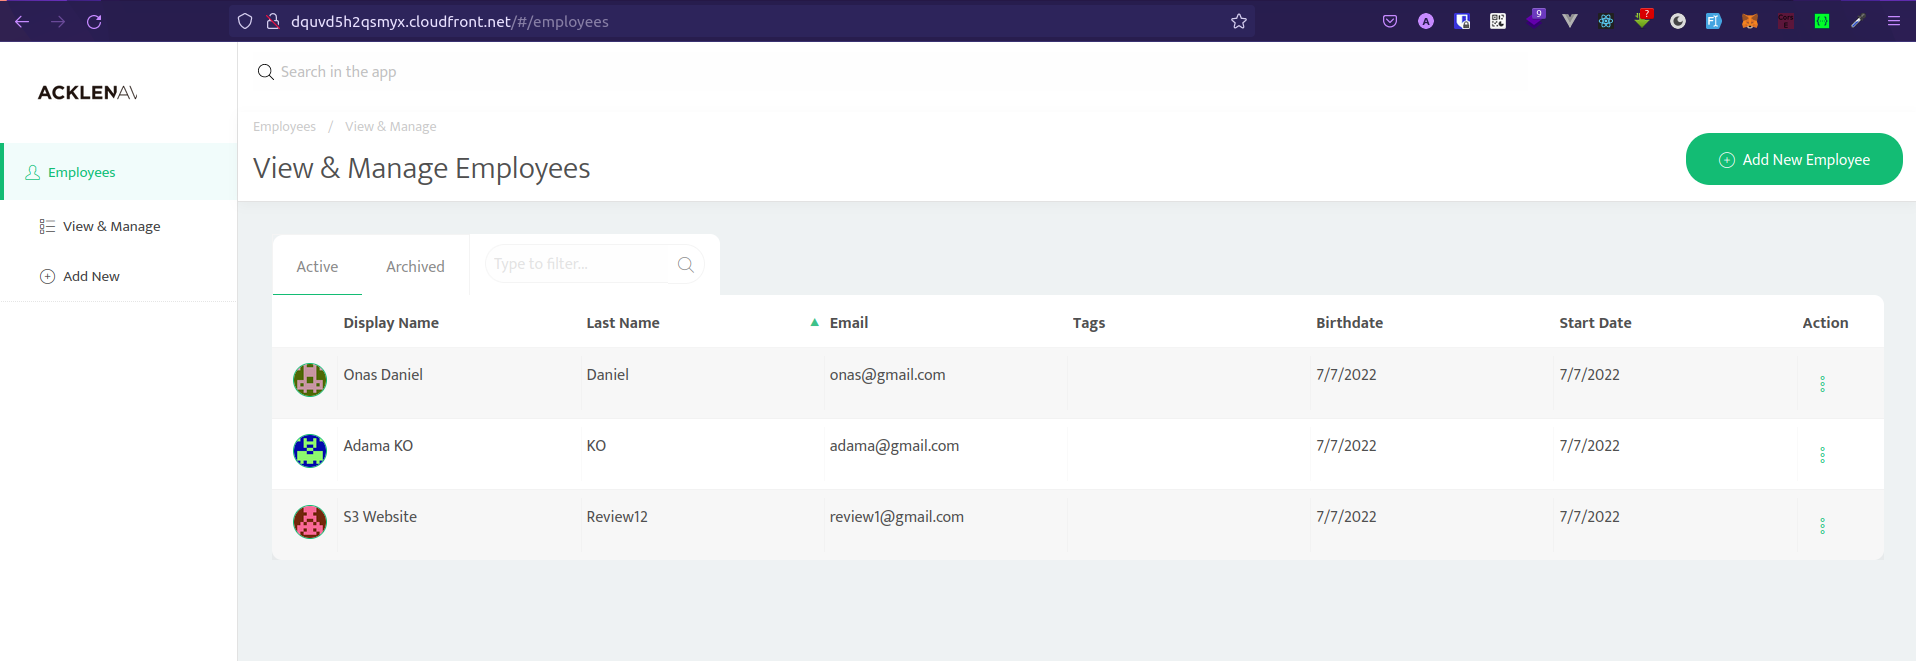 dquvd5h2qsmyx.cloudfront.net/#/employees
9
?
ACKLENAV
Search in the app
Employees / View & Manage
View & Manage Employees
Add New Employee
Employees
View & Manage
Add New
Active Archived Type to filter...
Display Name Last Name ▲ Email Tags Birthdate Start Date Action
Onas Daniel Daniel onas@gmail.com 7/7/2022 7/7/2022
Adama KO KO adama@gmail.com 7/7/2022 7/7/2022
S3 Website Review12 review1@gmail.com 7/7/2022 7/7/2022